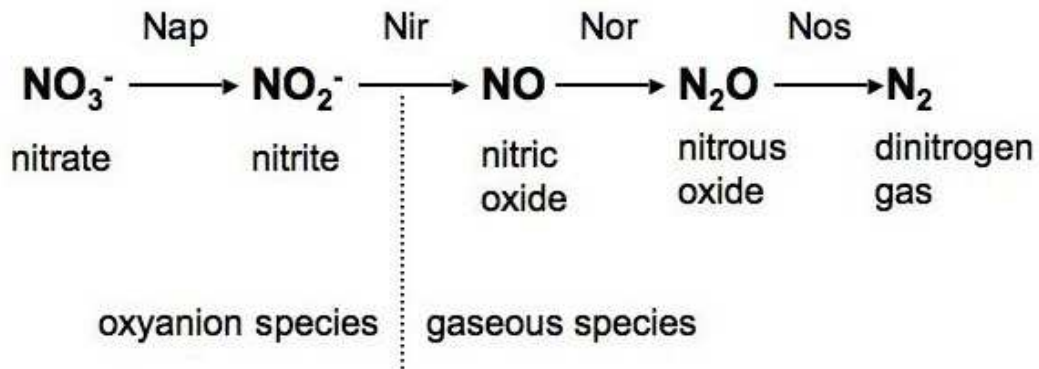 Nap Nir Nor Nos
NO₃⁻ NO₂⁻ NO N₂O N₂
nitrate nitrite nitric oxide nitrous oxide dinitrogen gas
oxyanion species gaseous species